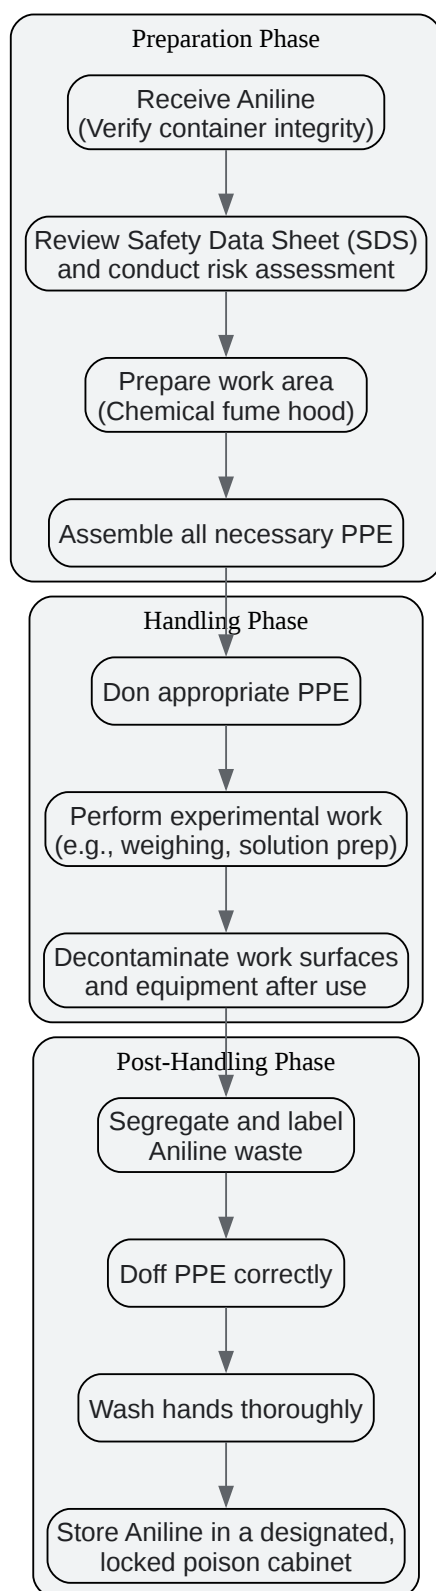 Preparation Phase
Receive Aniline
(Verify container integrity)
Review Safety Data Sheet (SDS)
and conduct risk assessment
Prepare work area
(Chemical fume hood)
Assemble all necessary PPE
Handling Phase
Don appropriate PPE
Perform experimental work
(e.g., weighing, solution prep)
Decontaminate work surfaces
and equipment after use
Post-Handling Phase
Segregate and label
Aniline waste
Doff PPE correctly
Wash hands thoroughly
Store Aniline in a designated,
locked poison cabinet